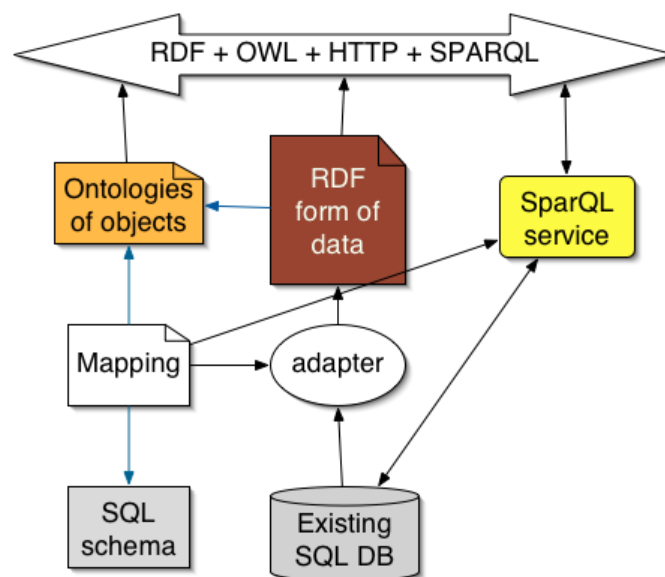 RDF + OWL + HTTP + SPARQL
Ontologies
of objects
RDF
form of
data
SparQL
service
Mapping
adapter
SQL
schema
Existing
SQL DB